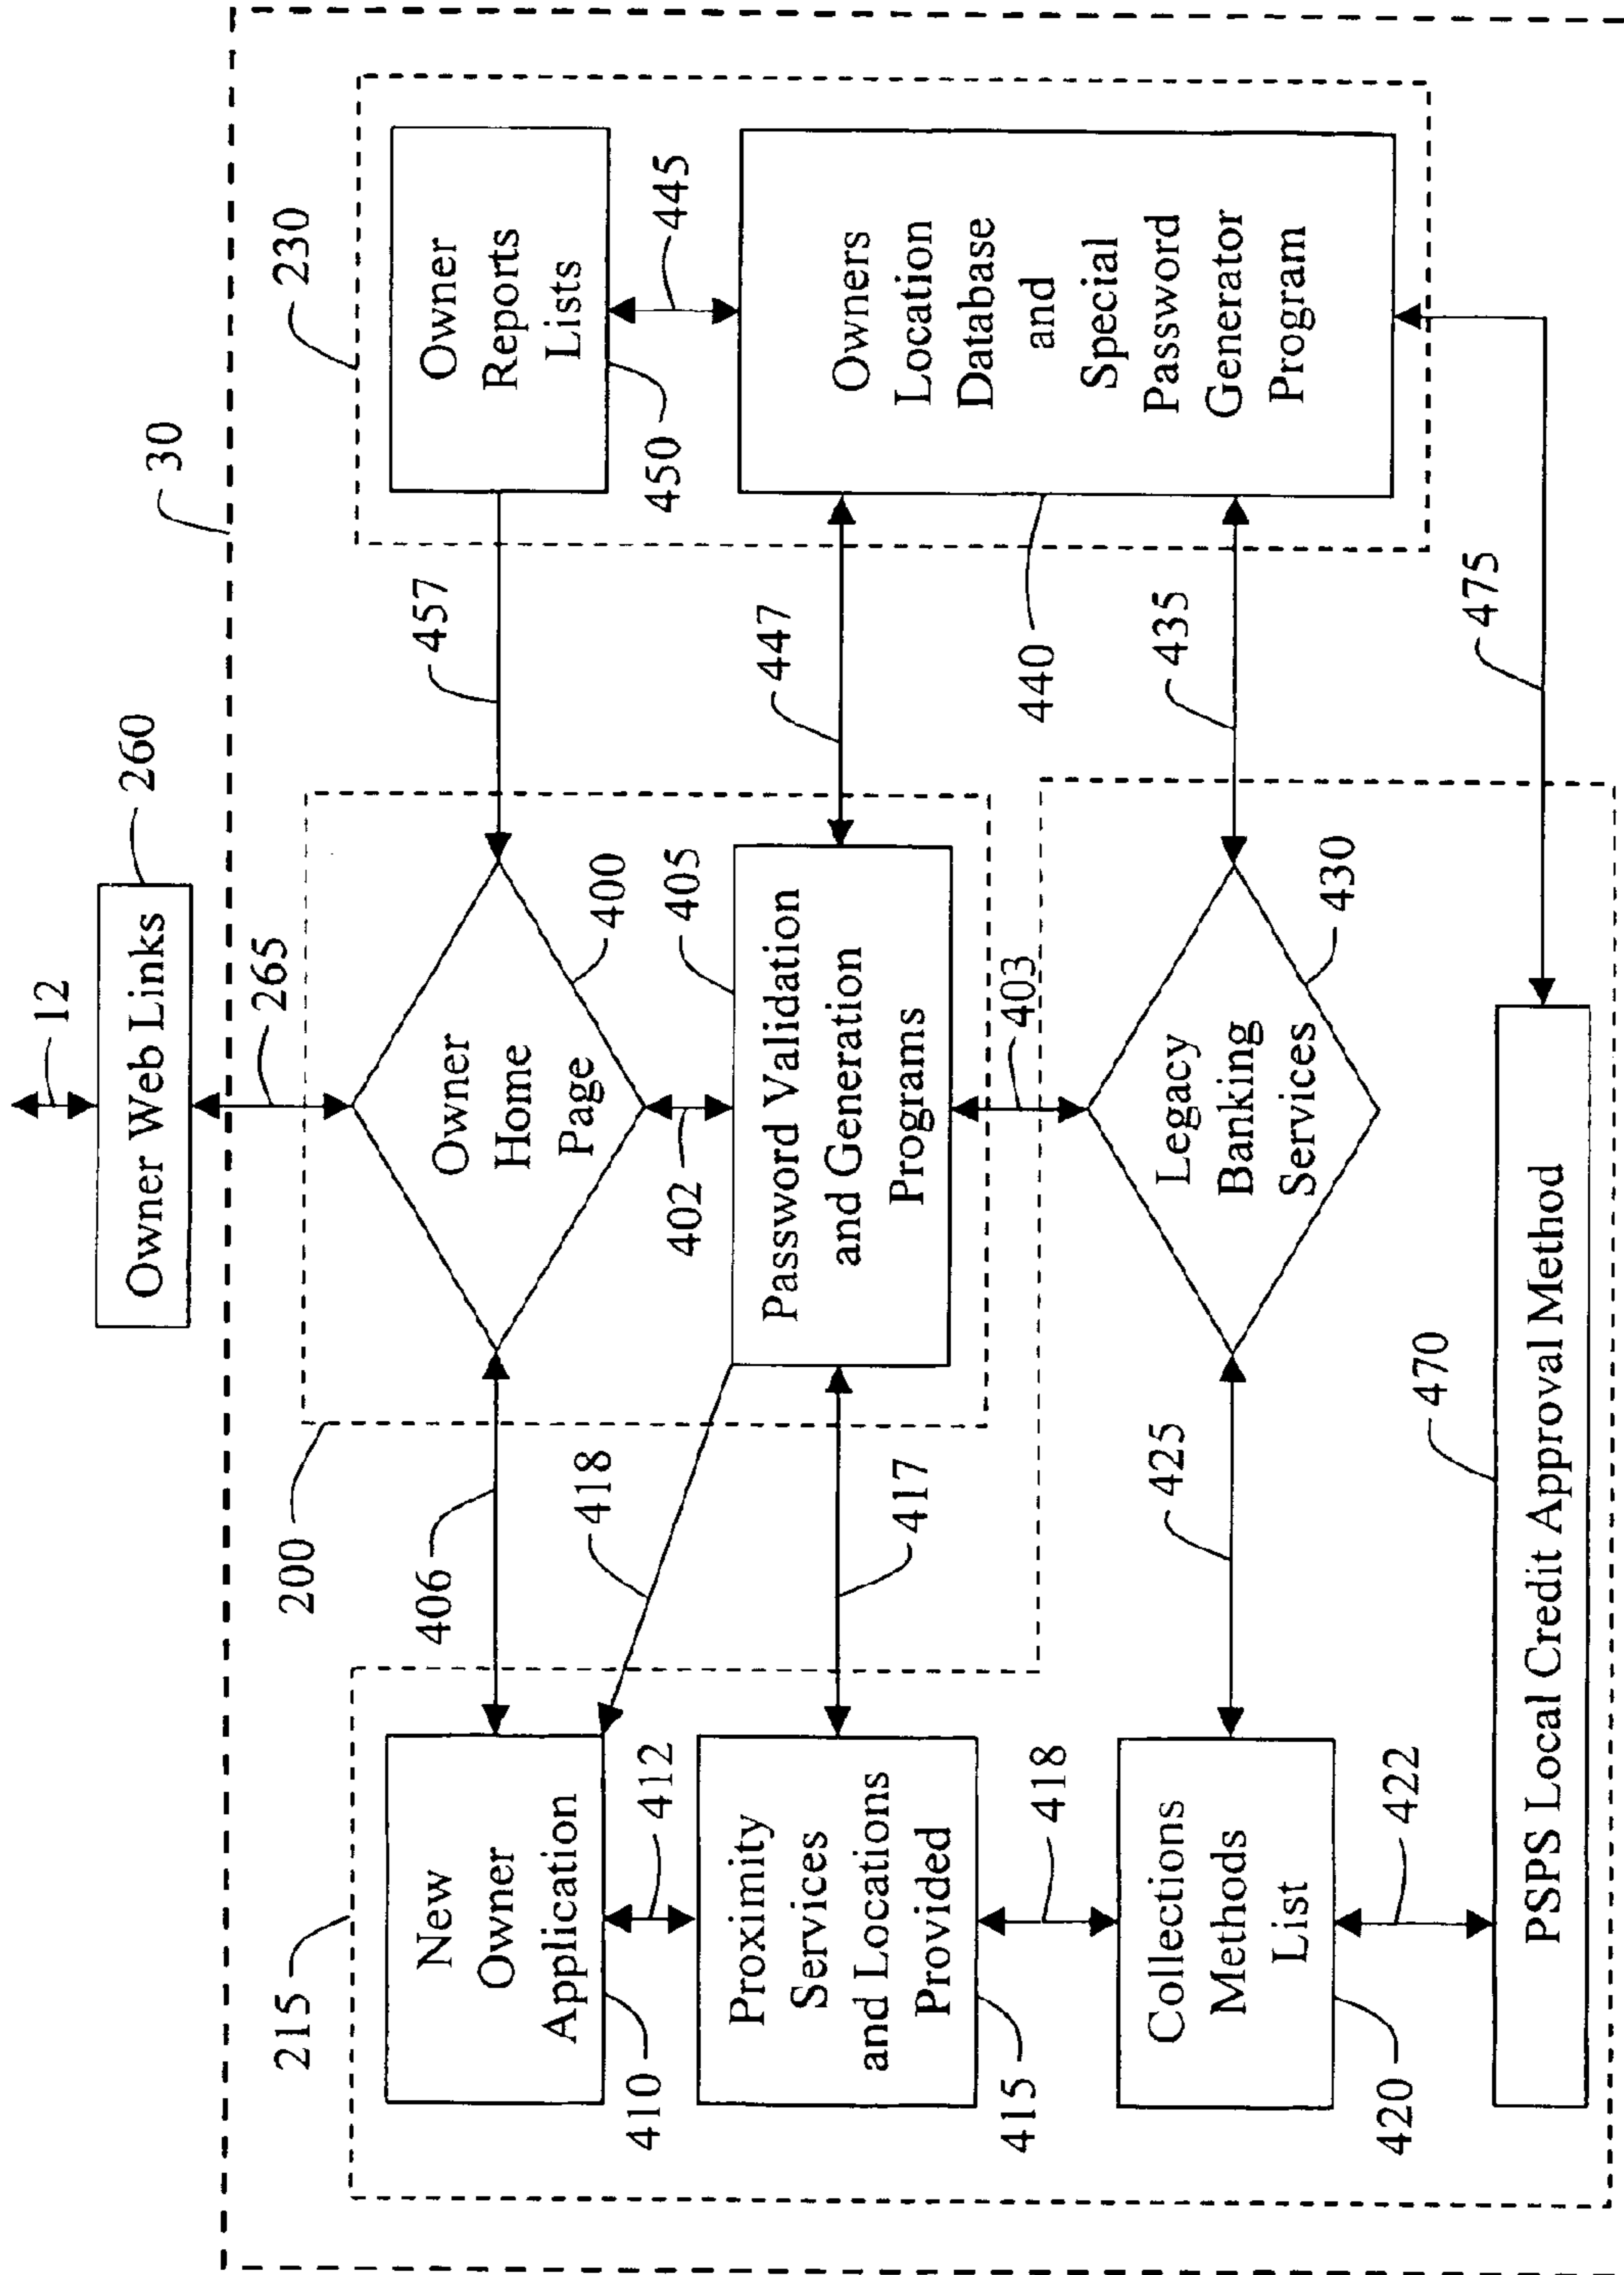 12
Owner Web Links
260
265
30
215
200
230
New
Owner
Application
410
406
Owner
Home
Page
400
457
Owner
Reports
Lists
450
412
418
402
445
Proximity
Services
and Locations
Provided
415
417
Password Validation
and Generation
Programs
405
447
Owners
Location
Database
and
Special
Password
Generator
Program
440
418
403
Collections
Methods
List
420
425
Legacy
Banking
Services
430
435
422
470
475
PSPS Local Credit Approval Method